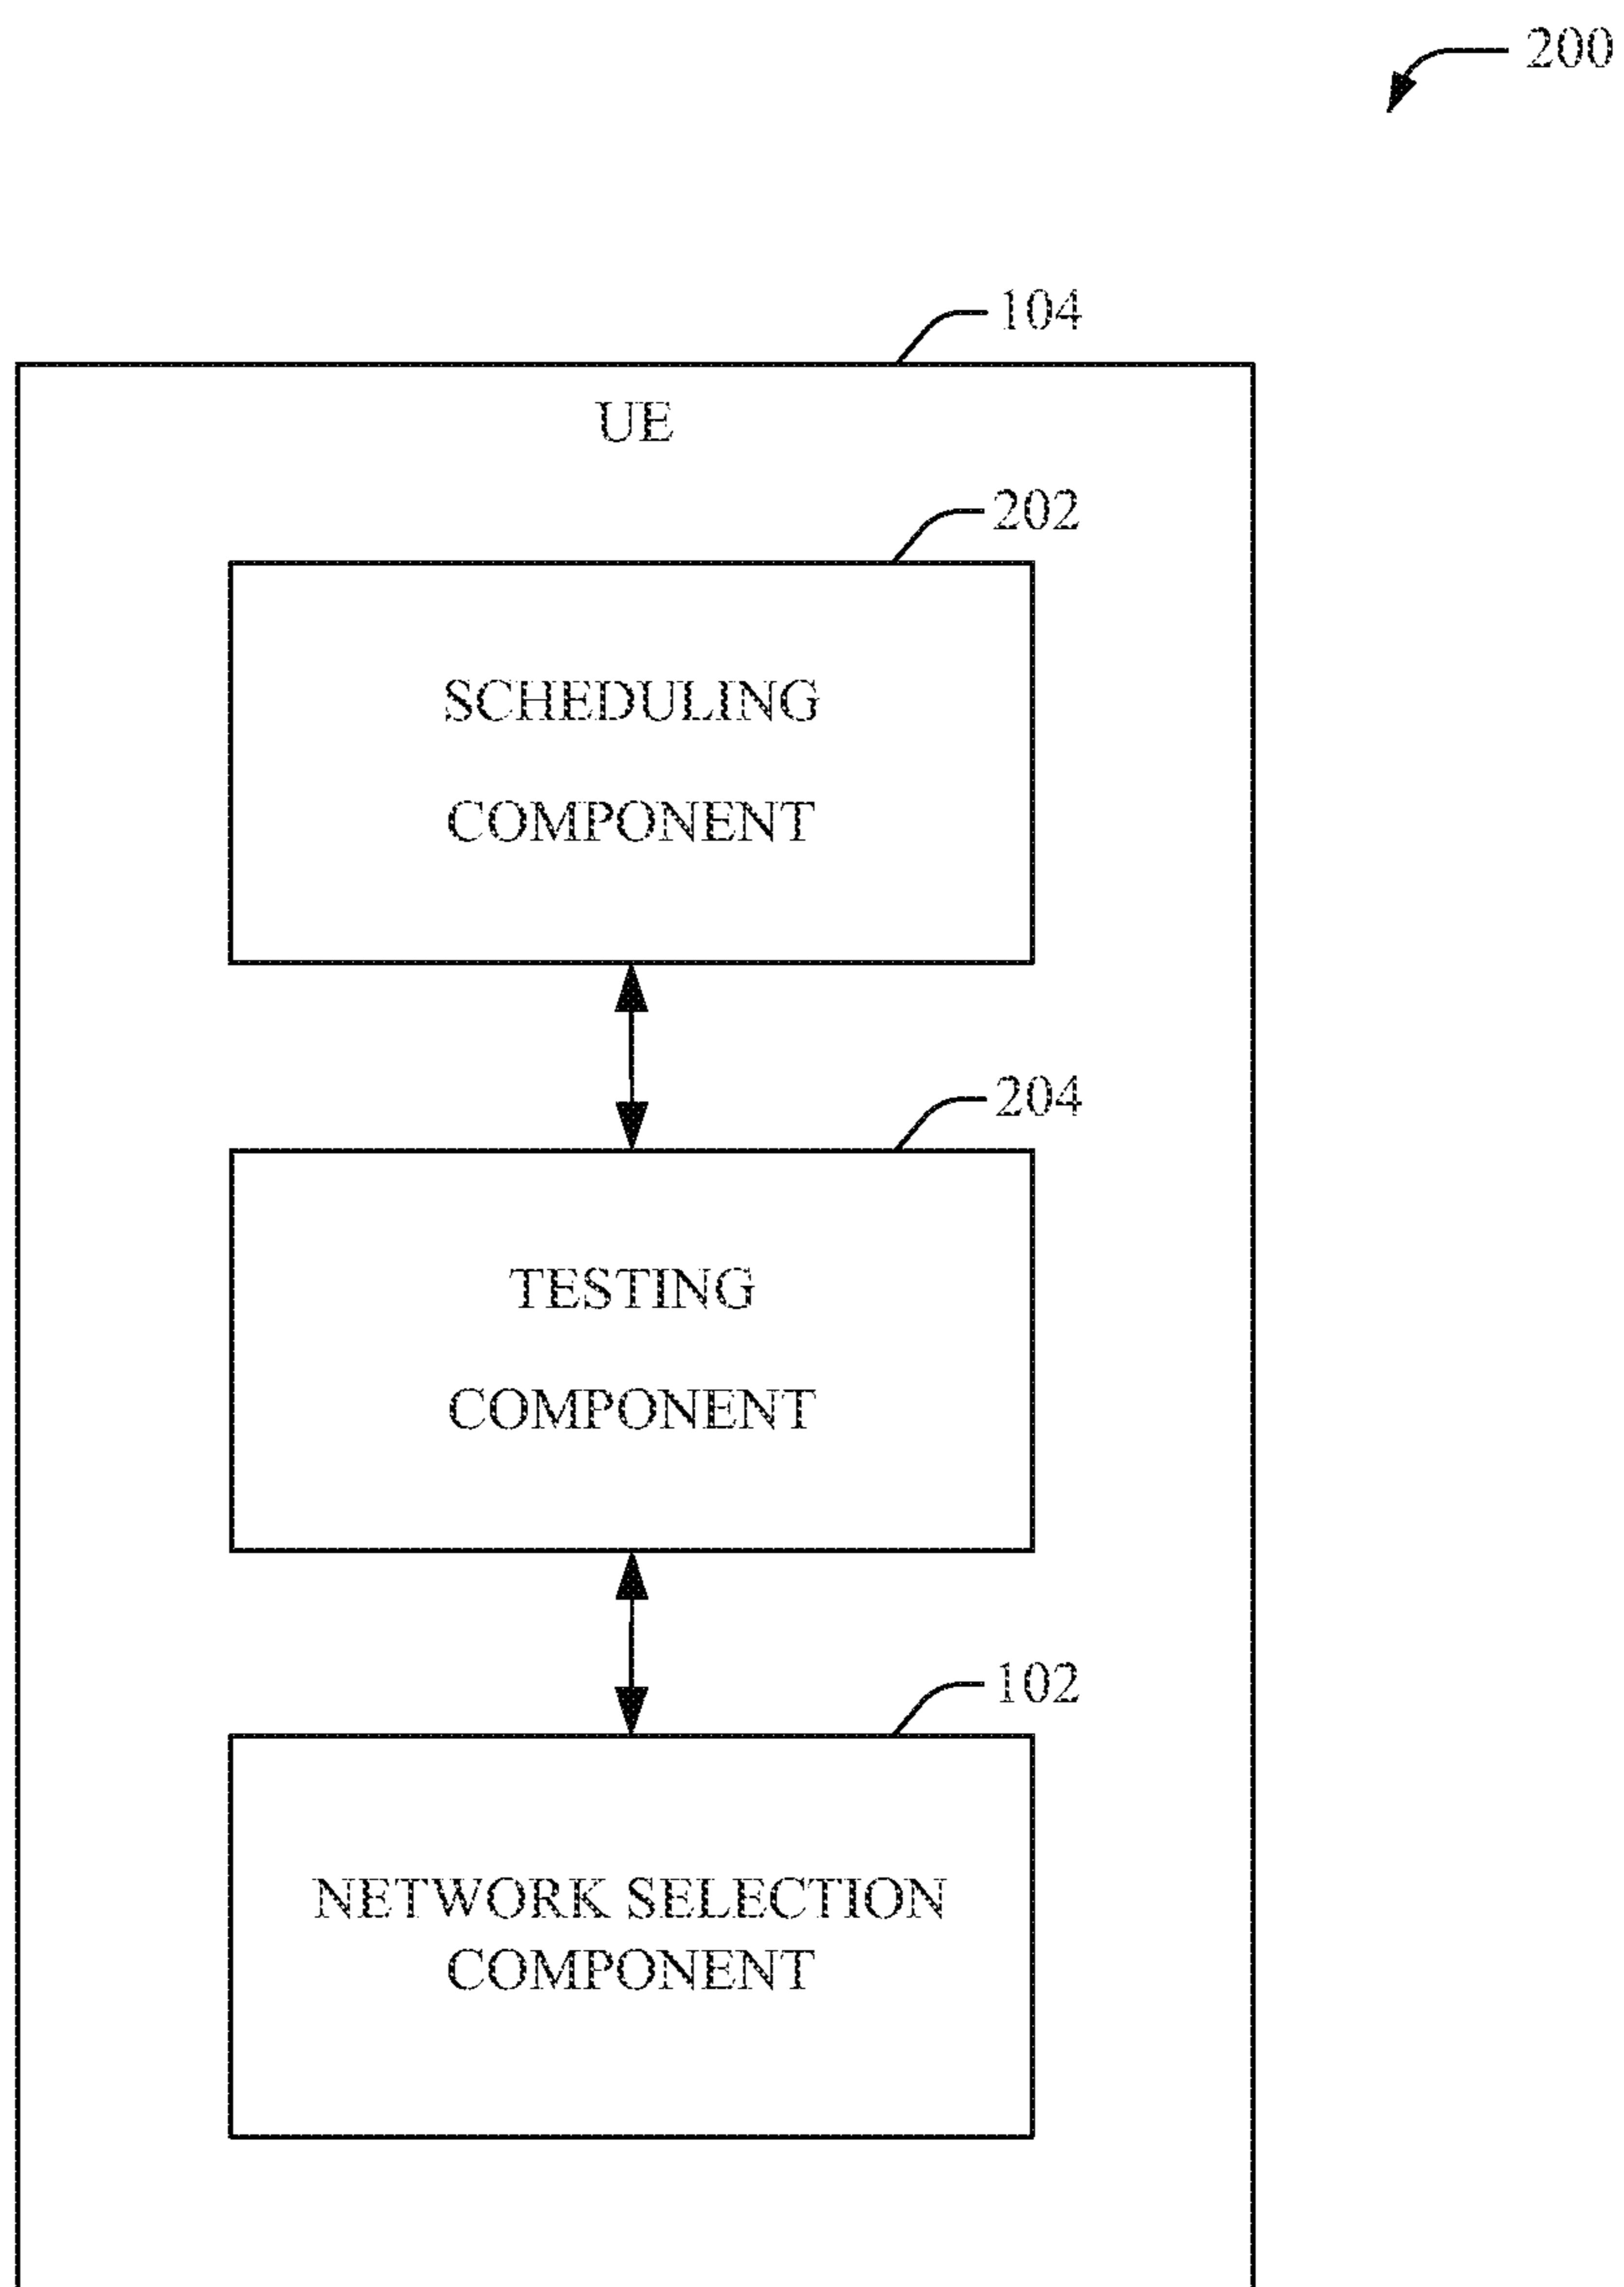 200
104
UE
202
SCHEDULING
COMPONENT
204
TESTING
COMPONENT
102
NETWORK SELECTION
COMPONENT